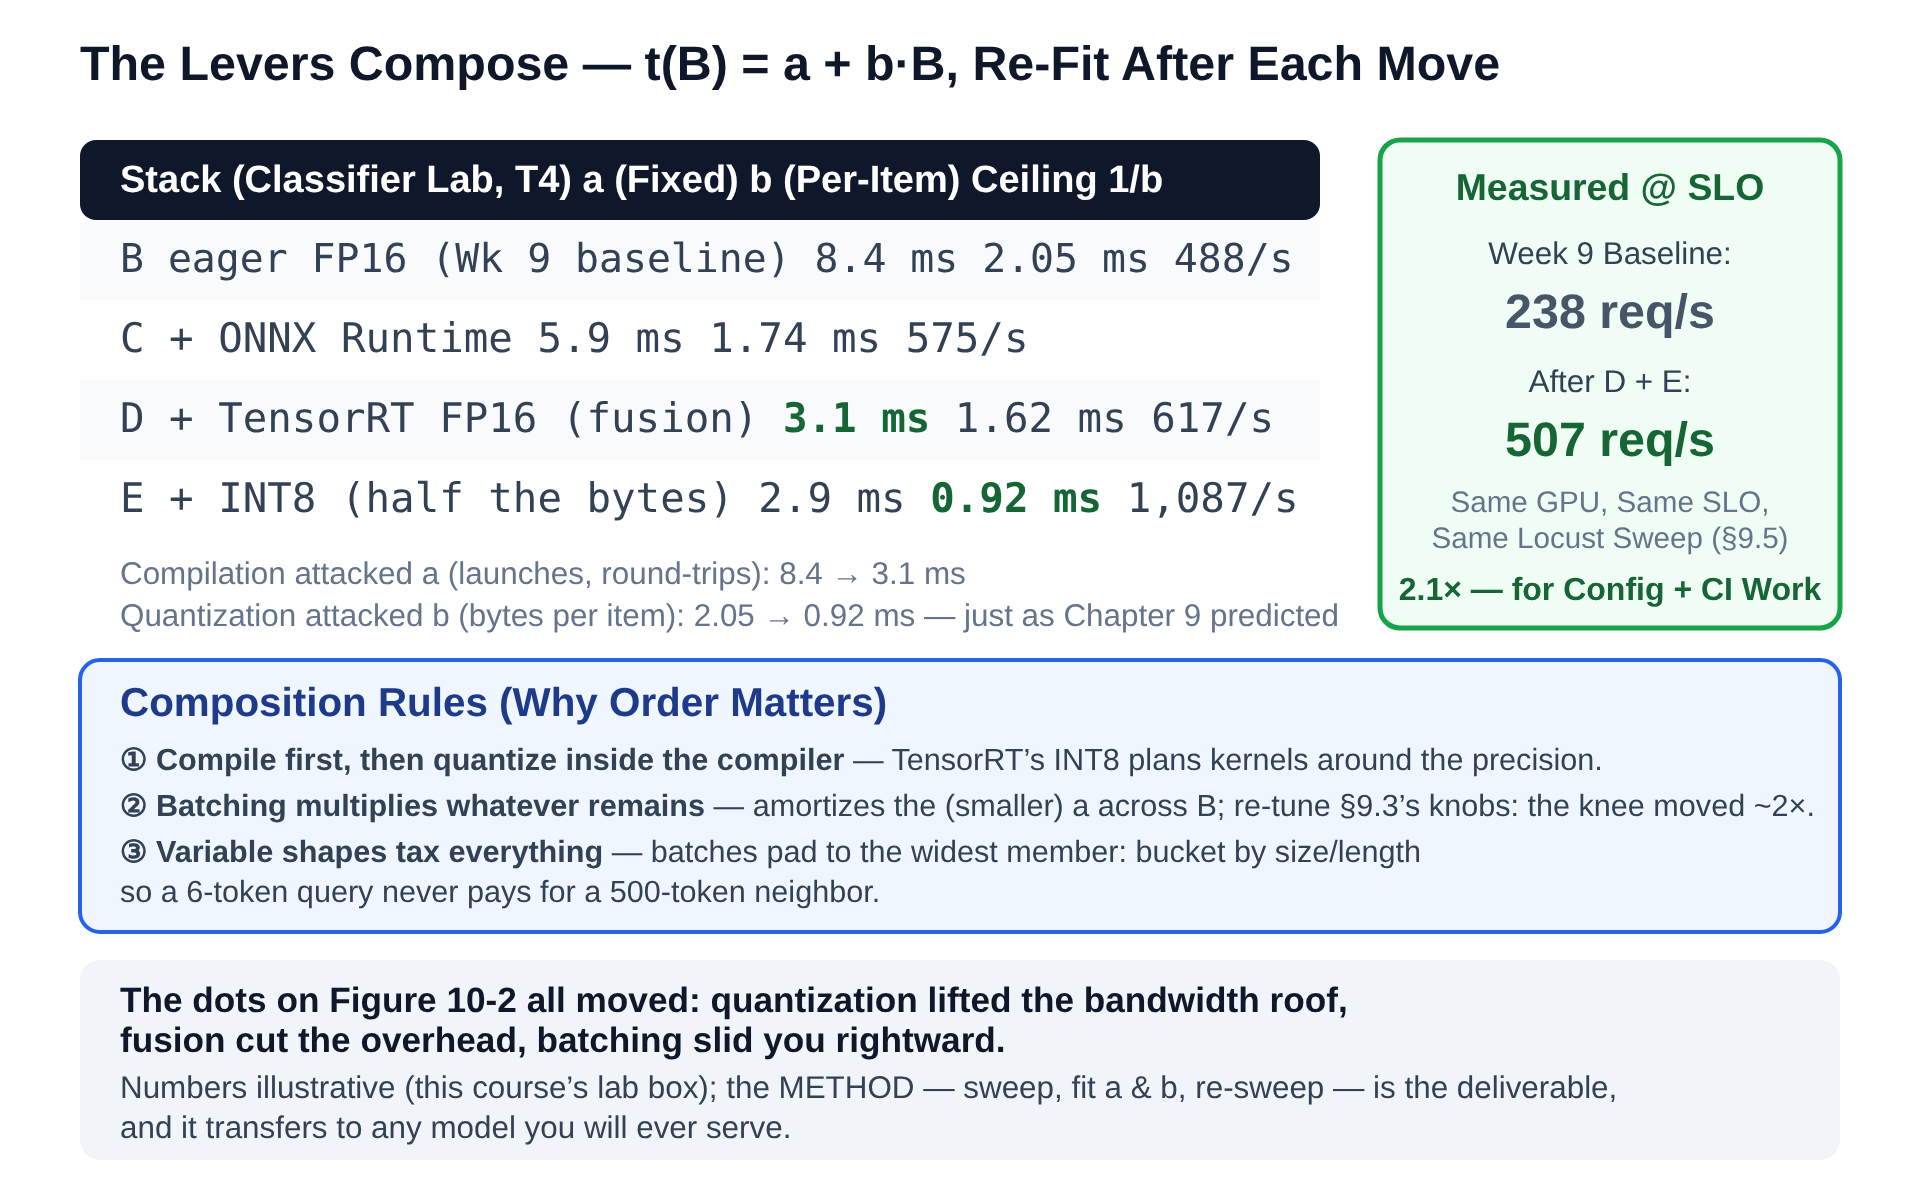 The Levers Compose — t(B) = a + b·B, Re-Fit After Each Move
Stack (Classifier Lab, T4) a (Fixed) b (Per-Item) Ceiling 1/b
B eager FP16 (Wk 9 baseline) 8.4 ms 2.05 ms 488/s
C + ONNX Runtime 5.9 ms 1.74 ms 575/s
D + TensorRT FP16 (fusion) 3.1 ms 1.62 ms 617/s
E + INT8 (half the bytes) 2.9 ms 0.92 ms 1,087/s
Compilation attacked a (launches, round-trips): 8.4 → 3.1 ms
Quantization attacked b (bytes per item): 2.05 → 0.92 ms — just as Chapter 9 predicted
Measured @ SLO
Week 9 Baseline:
238 req/s
After D + E:
507 req/s
Same GPU, Same SLO,
Same Locust Sweep (§9.5)
2.1× — for Config + CI Work
Composition Rules (Why Order Matters)
① Compile first, then quantize inside the compiler — TensorRT’s INT8 plans kernels around the precision.
② Batching multiplies whatever remains — amortizes the (smaller) a across B; re-tune §9.3’s knobs: the knee moved ~2×.
③ Variable shapes tax everything — batches pad to the widest member: bucket by size/length
so a 6-token query never pays for a 500-token neighbor.
The dots on Figure 10-2 all moved: quantization lifted the bandwidth roof,
fusion cut the overhead, batching slid you rightward.
Numbers illustrative (this course’s lab box); the METHOD — sweep, fit a & b, re-sweep — is the deliverable,
and it transfers to any model you will ever serve.